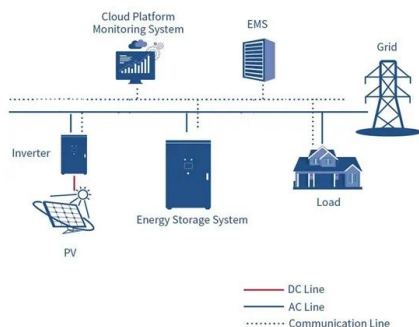 Cloud Platform
Monitoring System
EMS
Grid
Inverter
Energy Storage System
Load
PV
DC Line
AC Line
Communication Line